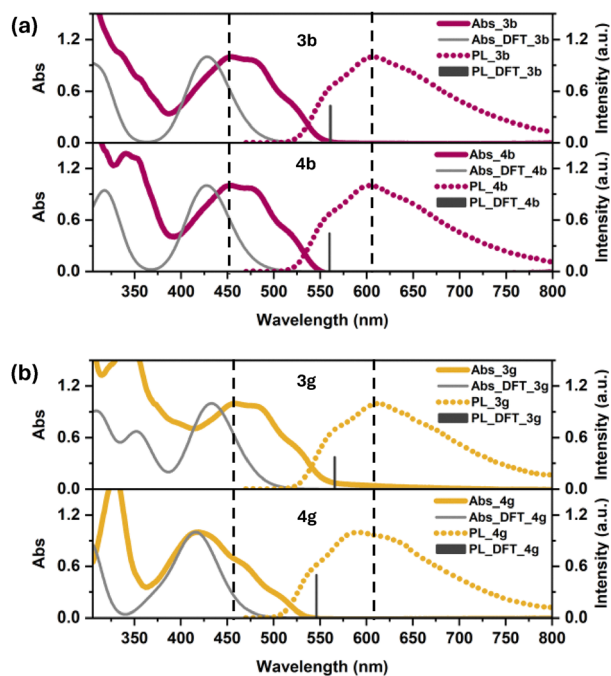 (a)
3b
Abs_3b
Abs_DFT_3b
PL_3b
PL_DFT_3b
Abs
1.2
0.6
0.0
Intensity (a.u.)
1.2
0.6
0.0
4b
Abs_4b
Abs_DFT_4b
PL_4b
PL_DFT_4b
Abs
1.2
0.6
0.0
Intensity (a.u.)
1.2
0.6
0.0
350 400 450 500 550 600 650 700 750 800
Wavelength (nm)
(b)
3g
Abs_3g
Abs_DFT_3g
PL_3g
PL_DFT_3g
Abs
1.2
0.6
0.0
Intensity (a.u.)
1.2
0.6
0.0
4g
Abs_4g
Abs_DFT_4g
PL_4g
PL_DFT_4g
Abs
1.2
0.6
0.0
Intensity (a.u.)
1.2
0.6
0.0
350 400 450 500 550 600 650 700 750 800
Wavelength (nm)